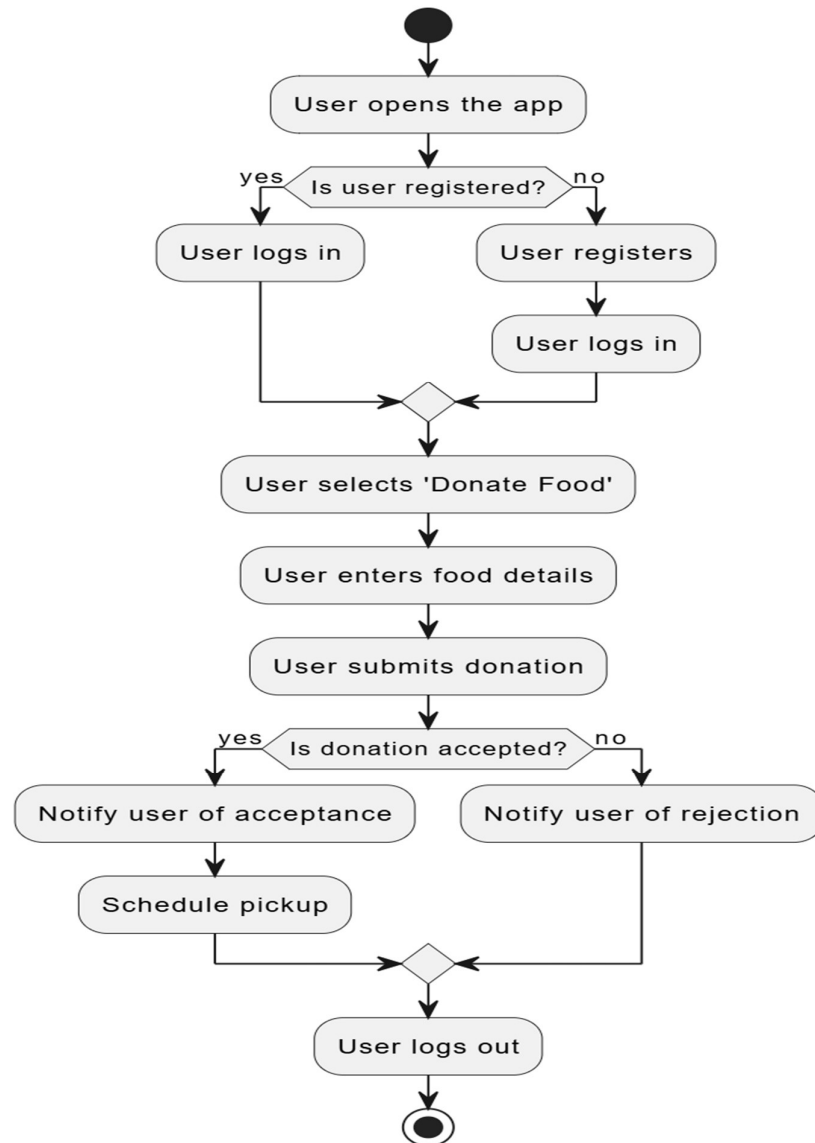 User opens the app
yes
Is user registered?
no
User logs in
User registers
User logs in
User selects 'Donate Food'
User enters food details
User submits donation
yes
Is donation accepted?
no
Notify user of acceptance
Notify user of rejection
Schedule pickup
User logs out